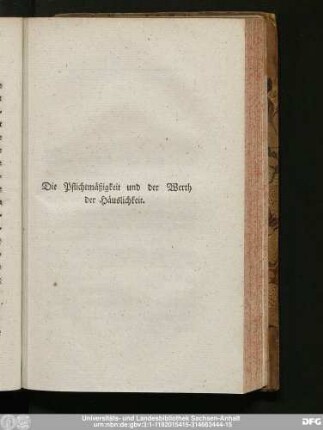 Die Pflichtmäßigkeit und der Werth
der Häuslichkeit.
Universitäts- und Landesbibliothek Sachsen-Anhalt
urn:nbn:de:gbv:3:1-1192015415-314663444-15
DFG